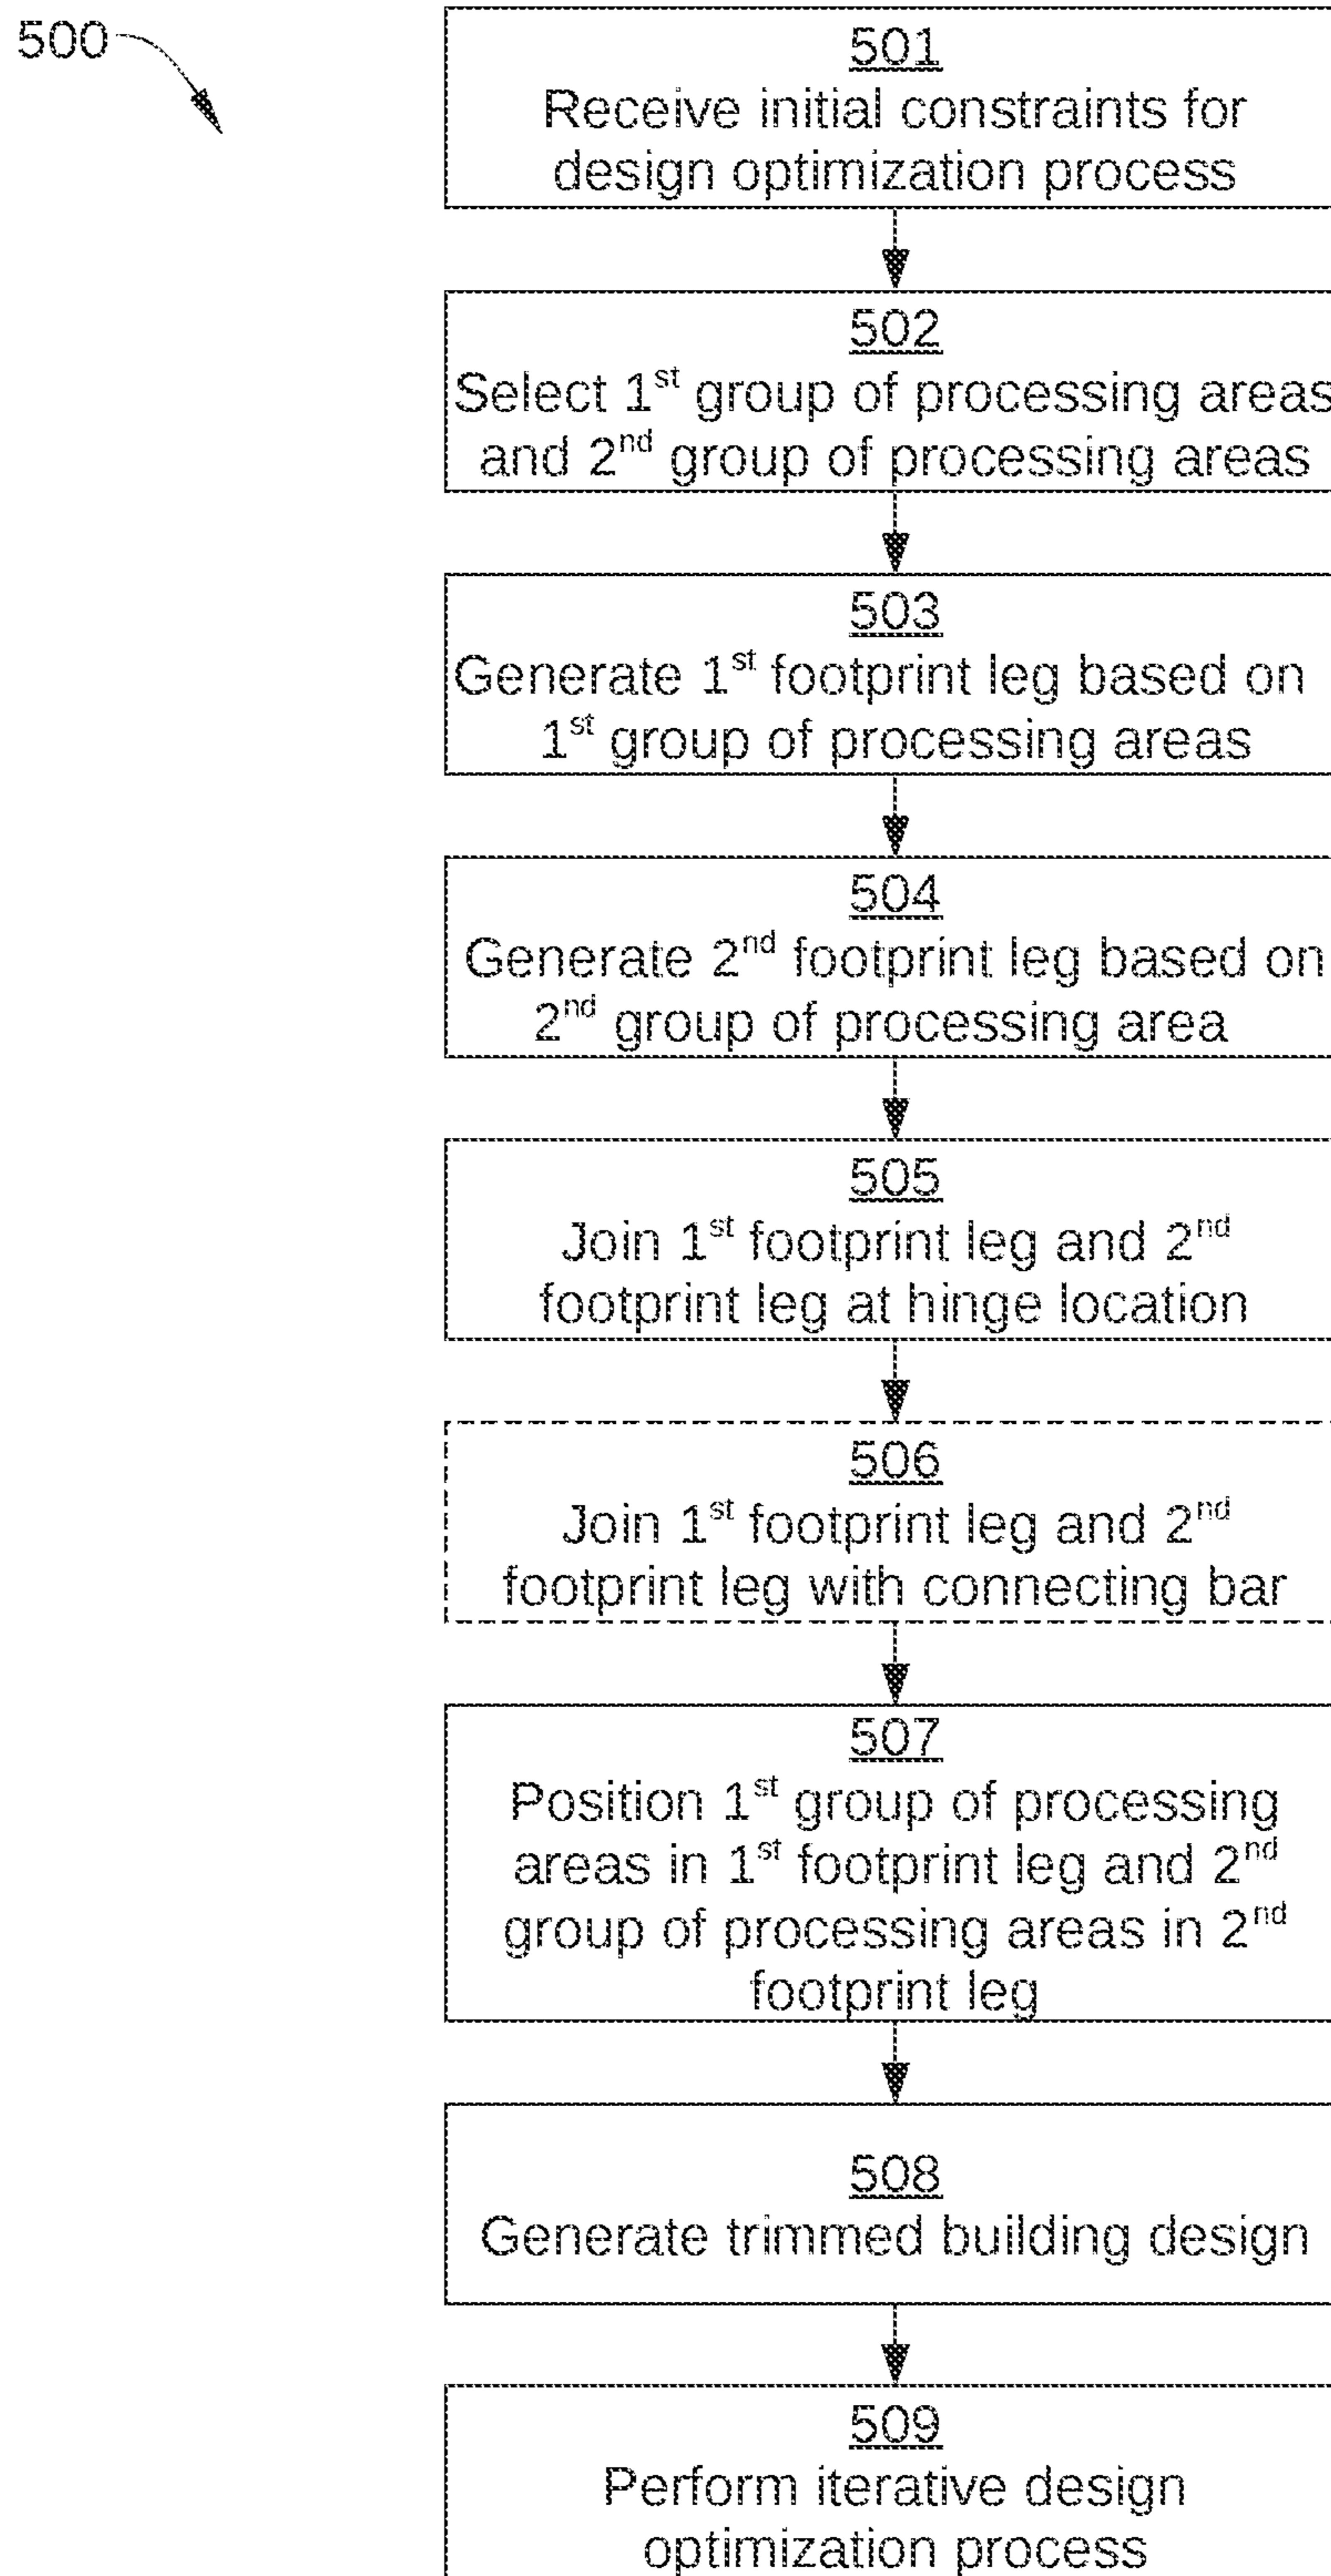 500
501
Receive initial constraints for
design optimization process
502
Select 1st group of processing areas
and 2nd group of processing areas
503
Generate 1st footprint leg based on
1st group of processing areas
504
Generate 2nd footprint leg based on
2nd group of processing area
505
Join 1st footprint leg and 2nd
footprint leg at hinge location
506
Join 1st footprint leg and 2nd
footprint leg with connecting bar
507
Position 1st group of processing
areas in 1st footprint leg and 2nd
group of processing areas in 2nd
footprint leg
508
Generate trimmed building design
509
Perform iterative design
optimization process